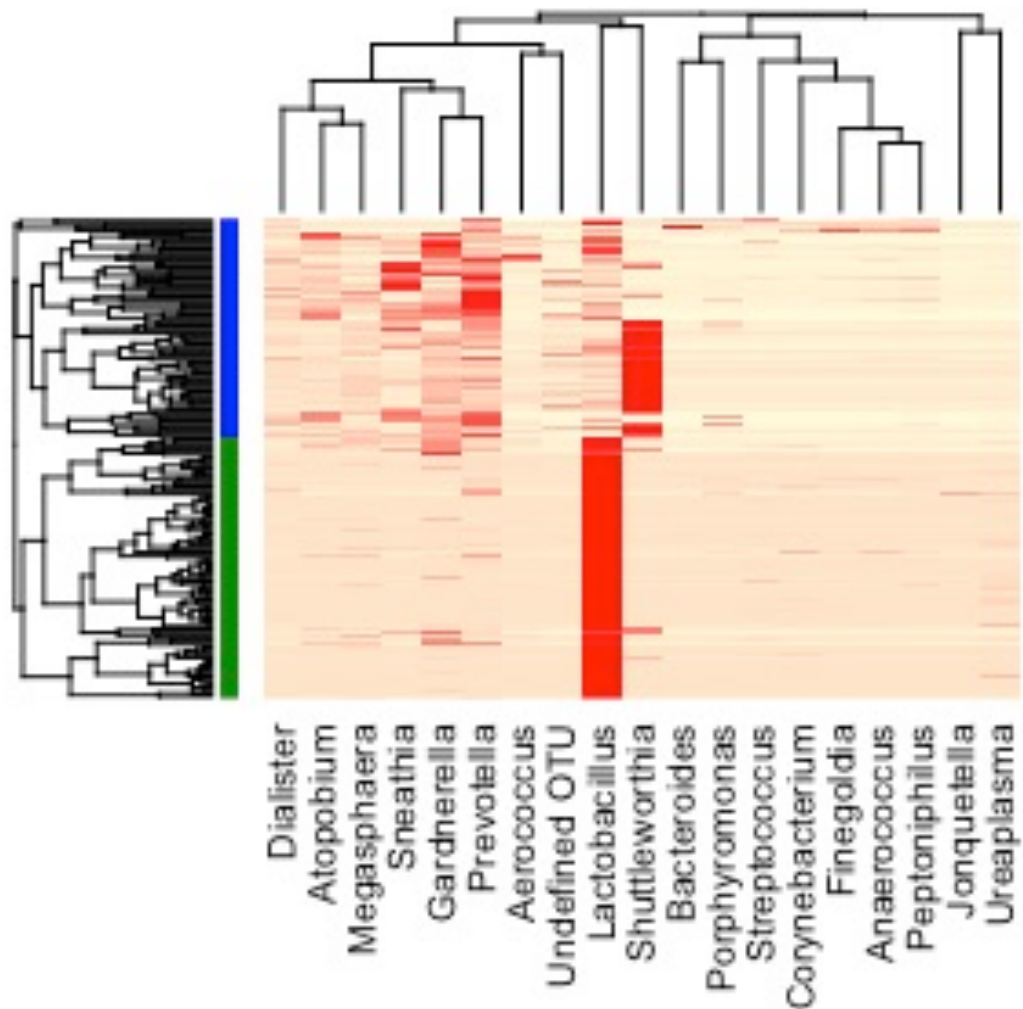 Dialister
Atopobium
Megasphaera
Sneathia
Gardnerella
Prevotella
Aerococcus
Undefined OTU
Lactobacillus
Shuttleworthia
Bacteroides
Porphyromonas
Streptococcus
Corynebacterium
Finegoldia
Anaerococcus
Peptoniphilus
Jonquetella
Ureaplasma